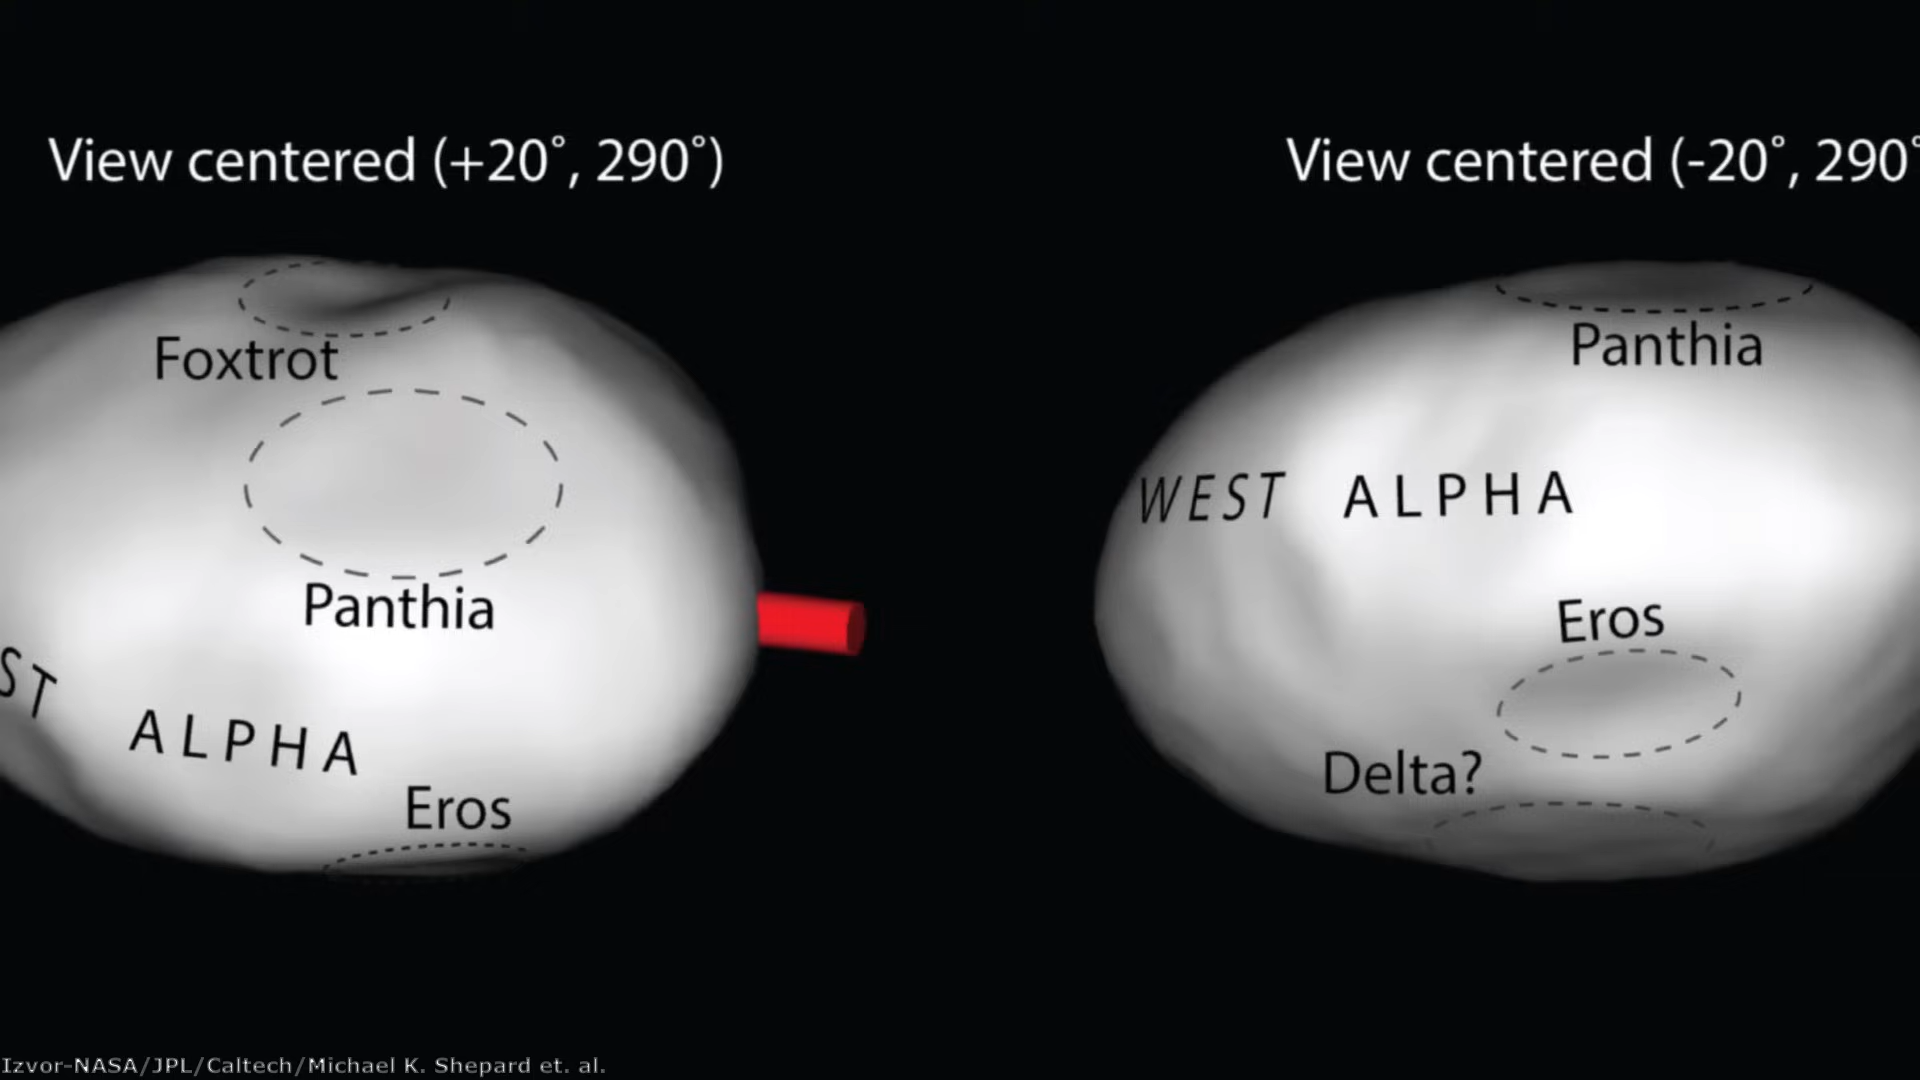 View centered (+20°, 290°)
View centered (-20°, 290°
Foxtrot
Panthia
ST ALPHA
Eros
Panthia
WEST ALPHA
Eros
Delta?
Izvor-NASA/JPL/Caltech/Michael K. Shepard et. al.